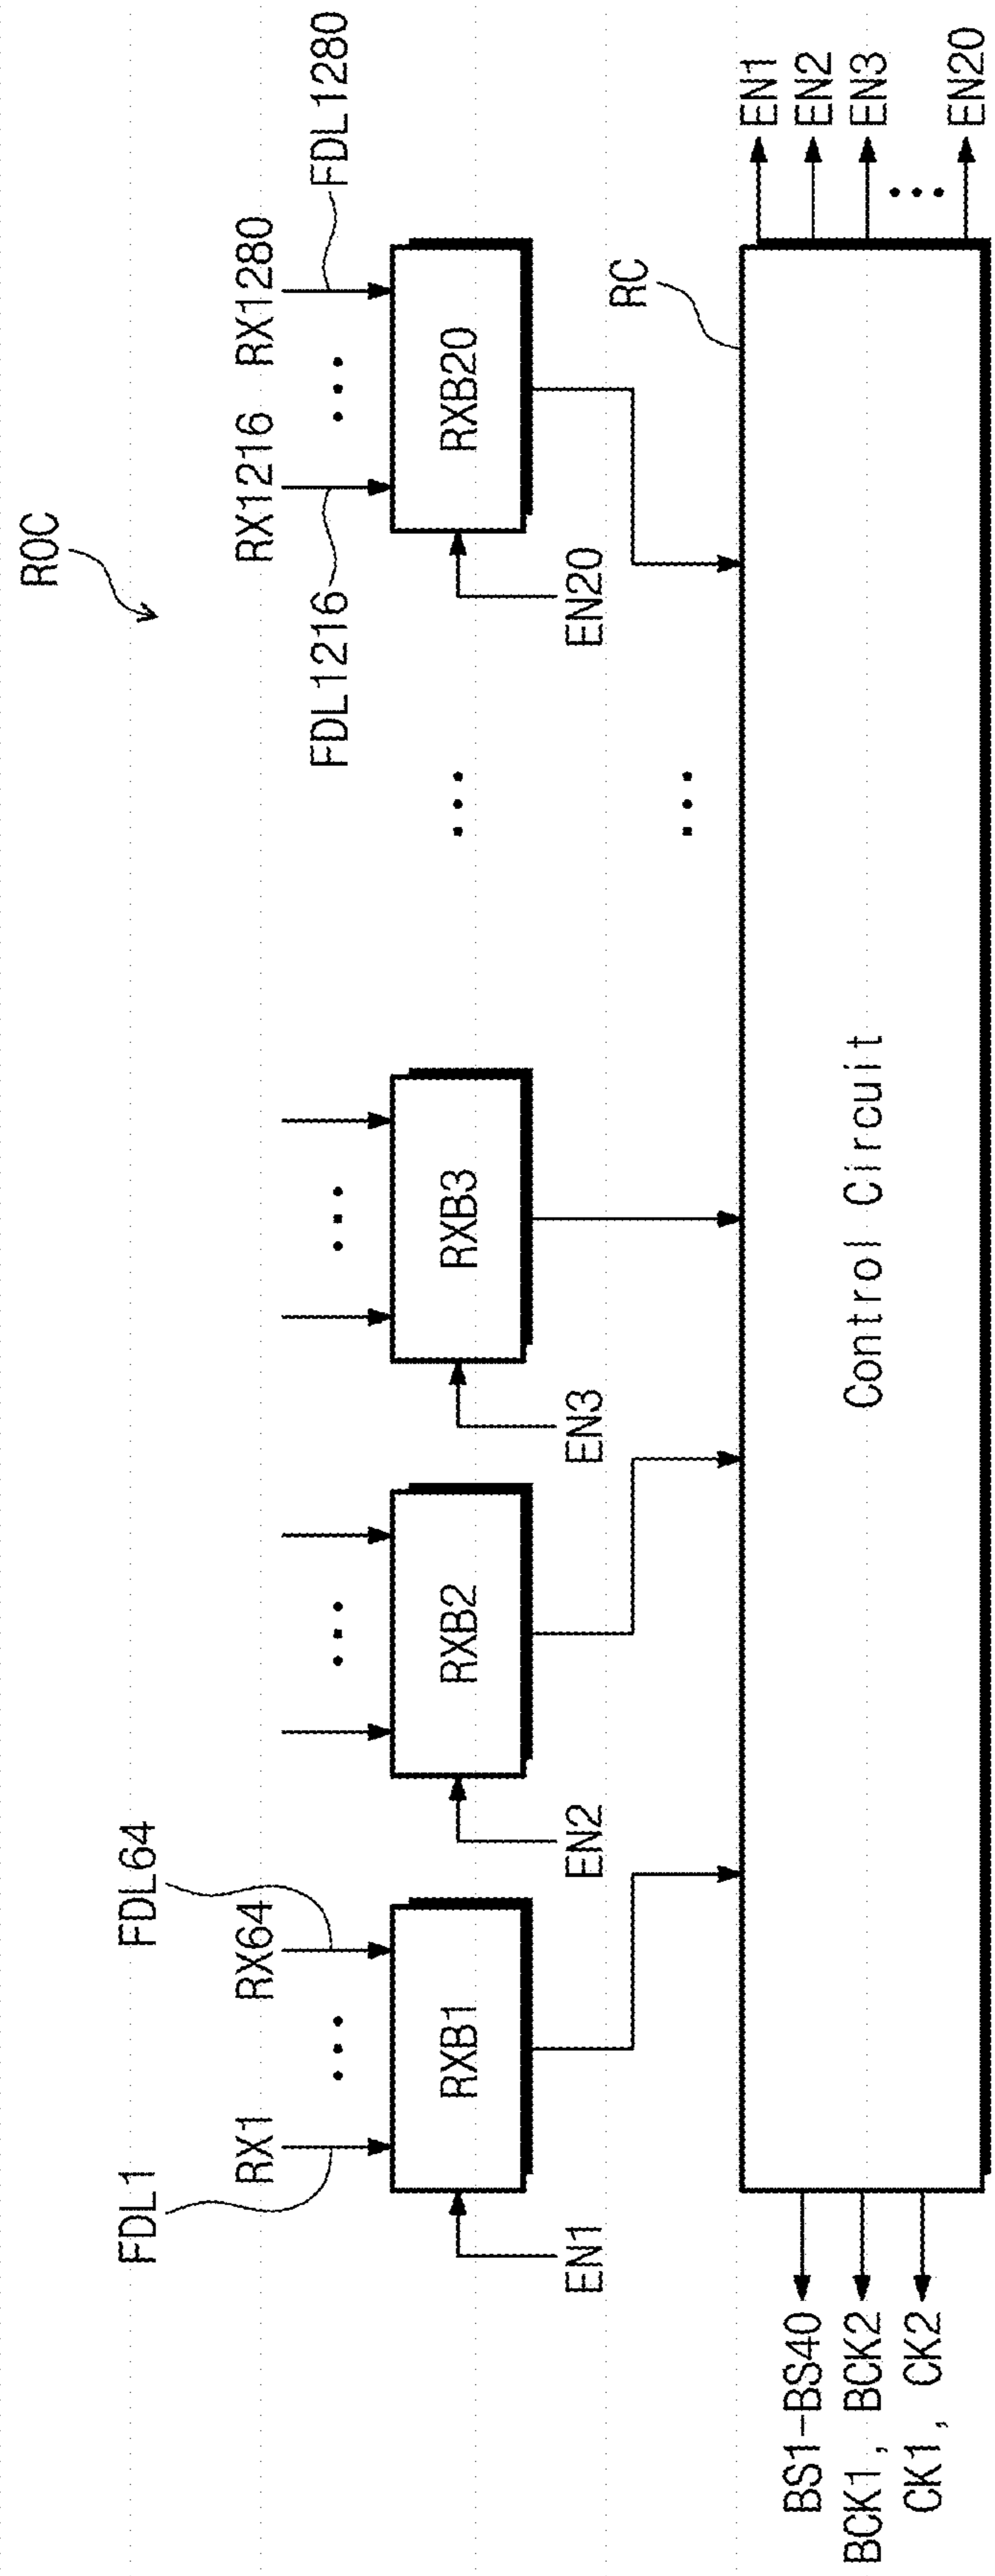 ROC
FDL1
FDL64
RX1
RX64
RX1216
RX1280
FDL1216
FDL1280
RXB1
RXB2
RXB3
RXB20
EN1
EN2
EN3
EN20
RC
BS1-BS40
BCK1, BCK2
CK1, CK2
Control Circuit
EN1
EN2
EN3
EN20